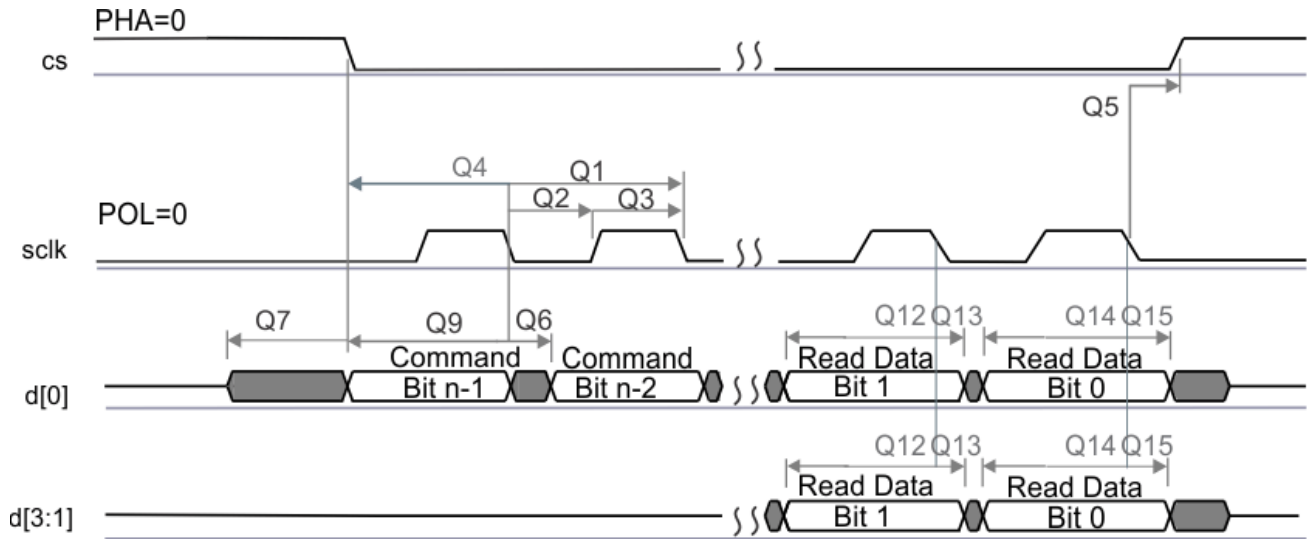 PHA=0
cs
Q5
Q4 Q1
Q2 Q3
POL=0
sclk
Q7 Q9 Q6 Q12 Q13 Q14 Q15
Command Command Read Data Read Data
d[0] Bit n-1 Bit n-2 Bit 1 Bit 0
Q12 Q13 Q14 Q15
Read Data Read Data
d[3:1] Bit 1 Bit 0